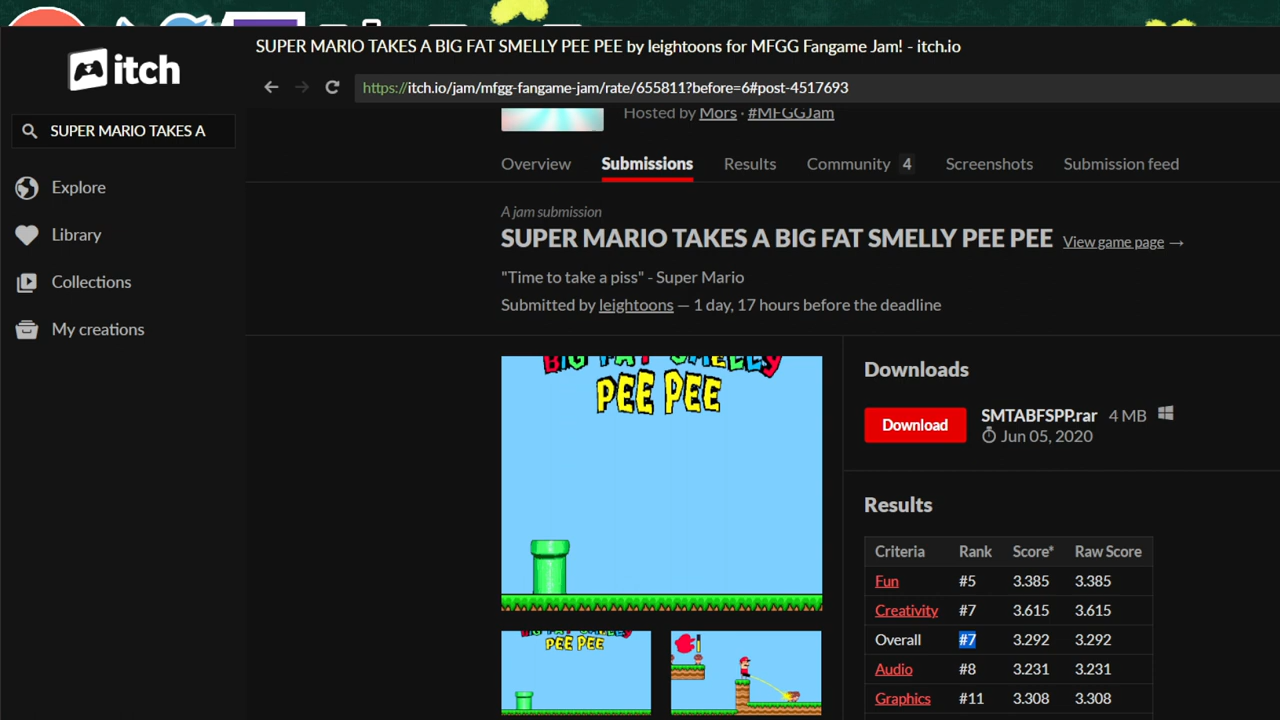 SUPER MARIO TAKES A BIG FAT SMELLY PEE PEE by leightoons for MFGG Fangame Jam! - itch.io
itch
https://itch.io/jam/mfgg-fangame-jam/rate/655811?before=6#post-4517693
SUPER MARIO TAKES A
Explore
Library
Collections
My creations
Hosted by Mors · #MFGGJam
Overview Submissions Results Community 4 Screenshots Submission feed
A jam submission
SUPER MARIO TAKES A BIG FAT SMELLY PEE PEE View game page →
"Time to take a piss" - Super Mario
Submitted by leightoons — 1 day, 17 hours before the deadline
BIG FAT SMELLY
PEE PEE
BIG FAT SMELLY
PEE PEE
Downloads
Download SMTABFSPP.rar 4 MB
Jun 05, 2020
Results
Criteria Rank Score* Raw Score
Fun #5 3.385 3.385
Creativity #7 3.615 3.615
Overall #7 3.292 3.292
Audio #8 3.231 3.231
Graphics #11 3.308 3.308